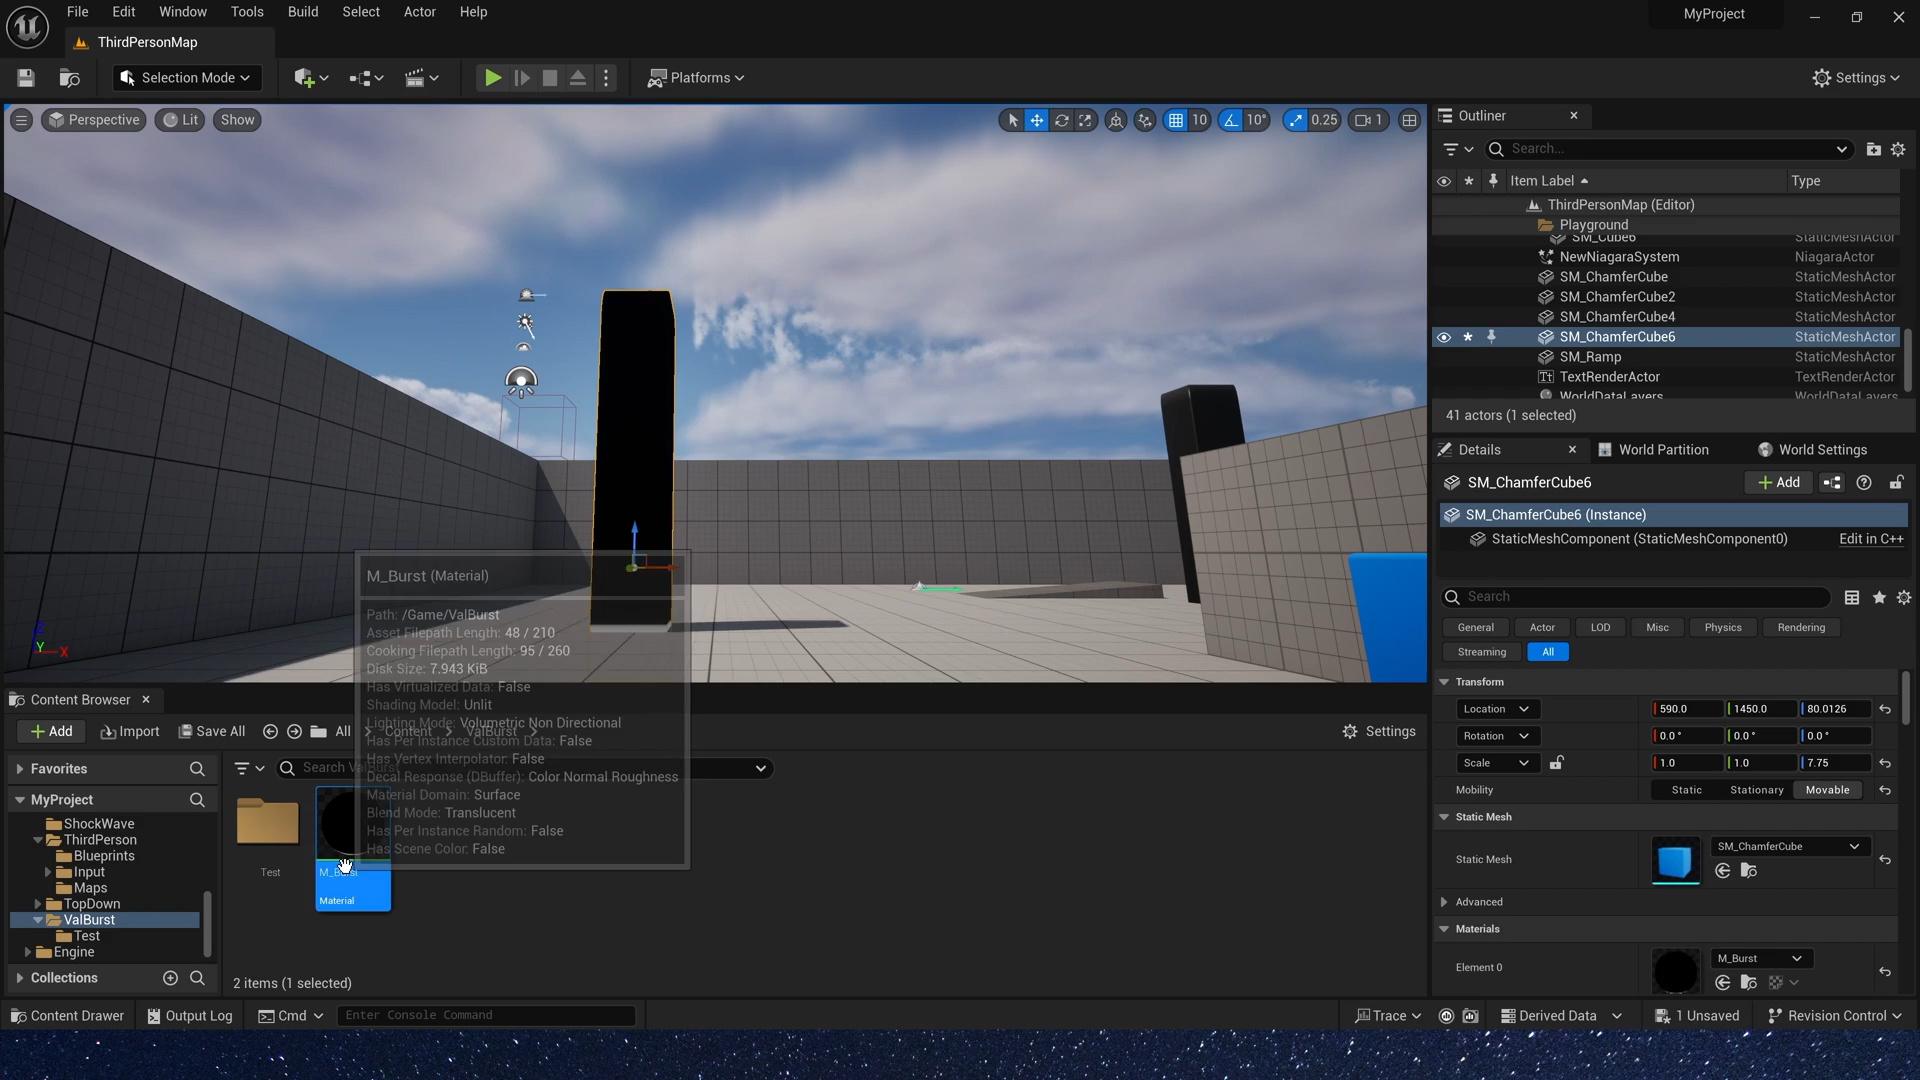 File Edit Window Tools Build Select Actor Help
MyProject
ThirdPersonMap
Selection Mode
Platforms
Settings
Perspective
Lit
Show
10
10°
0.25
1
Outliner
Search...
Item Label
Type
ThirdPersonMap (Editor)
Playground
SM_Cube6 StaticMeshActor
NewNiagaraSystem NiagaraActor
SM_ChamferCube StaticMeshActor
SM_ChamferCube2 StaticMeshActor
SM_ChamferCube4 StaticMeshActor
SM_ChamferCube6 StaticMeshActor
SM_Ramp StaticMeshActor
TextRenderActor TextRenderActor
WorldDataLayers WorldDataLayers
41 actors (1 selected)
Details
World Partition
World Settings
SM_ChamferCube6
Add
SM_ChamferCube6 (Instance)
StaticMeshComponent (StaticMeshComponent0)
Edit in C++
Search
General Actor LOD Misc Physics Rendering
Streaming All
Transform
Location 590.0 1450.0 80.0126
Rotation 0.0° 0.0° 0.0°
Scale 1.0 1.0 7.75
Mobility Static Stationary Movable
Static Mesh
Static Mesh SM_ChamferCube
Advanced
Materials
Element 0 M_Burst
Z
Y
X
M_Burst (Material)
Path: /Game/ValBurst
Asset Filepath Length: 48 / 210
Cooking Filepath Length: 95 / 260
Disk Size: 7.943 KiB
Has Virtualized Data: False
Shading Model: Unlit
Lighting Mode: Volumetric Non Directional
Has Per Instance Custom Data: False
Has Vertex Interpolator: False
Decal Response (DBuffer): Color Normal Roughness
Material Domain: Surface
Blend Mode: Translucent
Has Per Instance Random: False
Has Scene Color: False
Content Browser
Add
Import
Save All
All
Content
ValBurst
Settings
Favorites
Search
MyProject
ShockWave
ThirdPerson
Blueprints
Input
Maps
TopDown
ValBurst
Test
Engine
Collections
Test
M_Burst
Material
2 items (1 selected)
Content Drawer
Output Log
Cmd
Enter Console Command
Trace
Derived Data
1 Unsaved
Revision Control